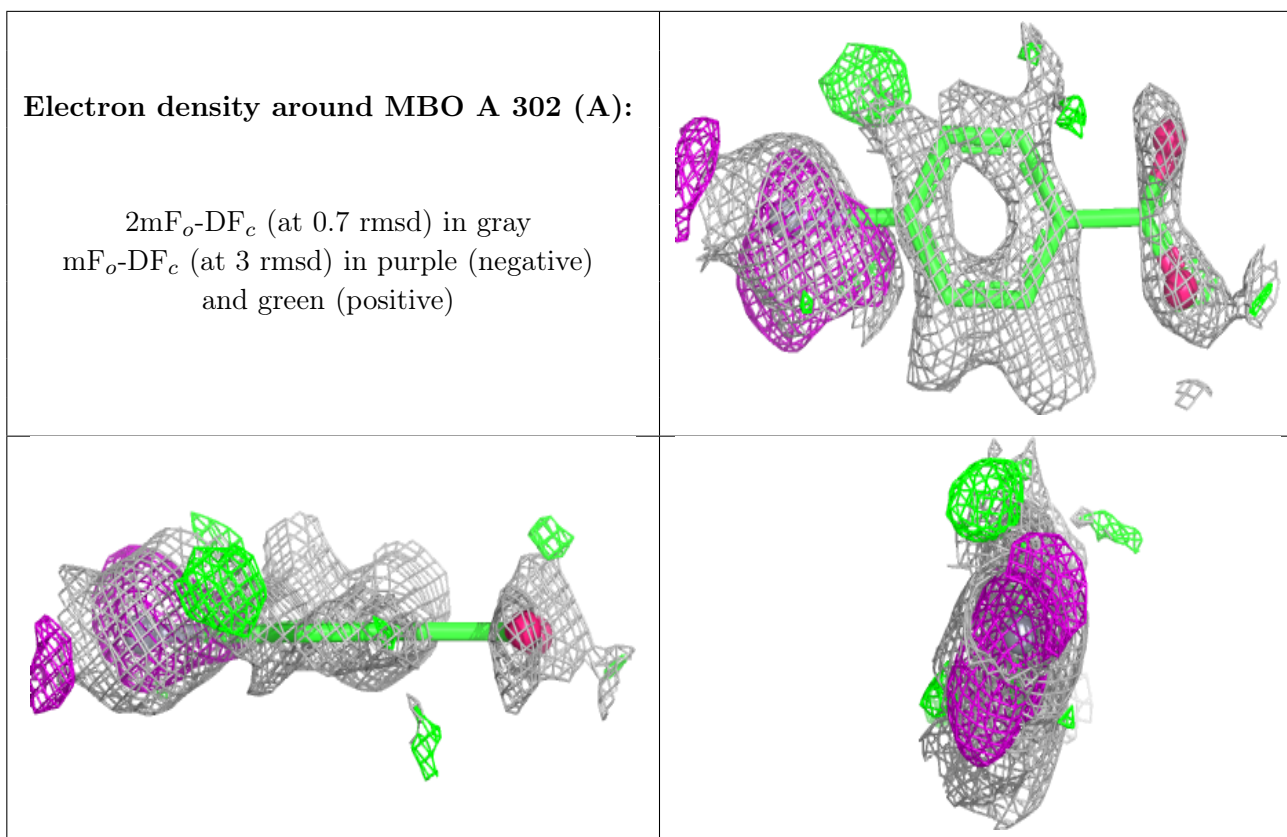 Electron density around MBO A 302 (A):
2mFo-DFc (at 0.7 rmsd) in gray
mFo-DFc (at 3 rmsd) in purple (negative)
and green (positive)